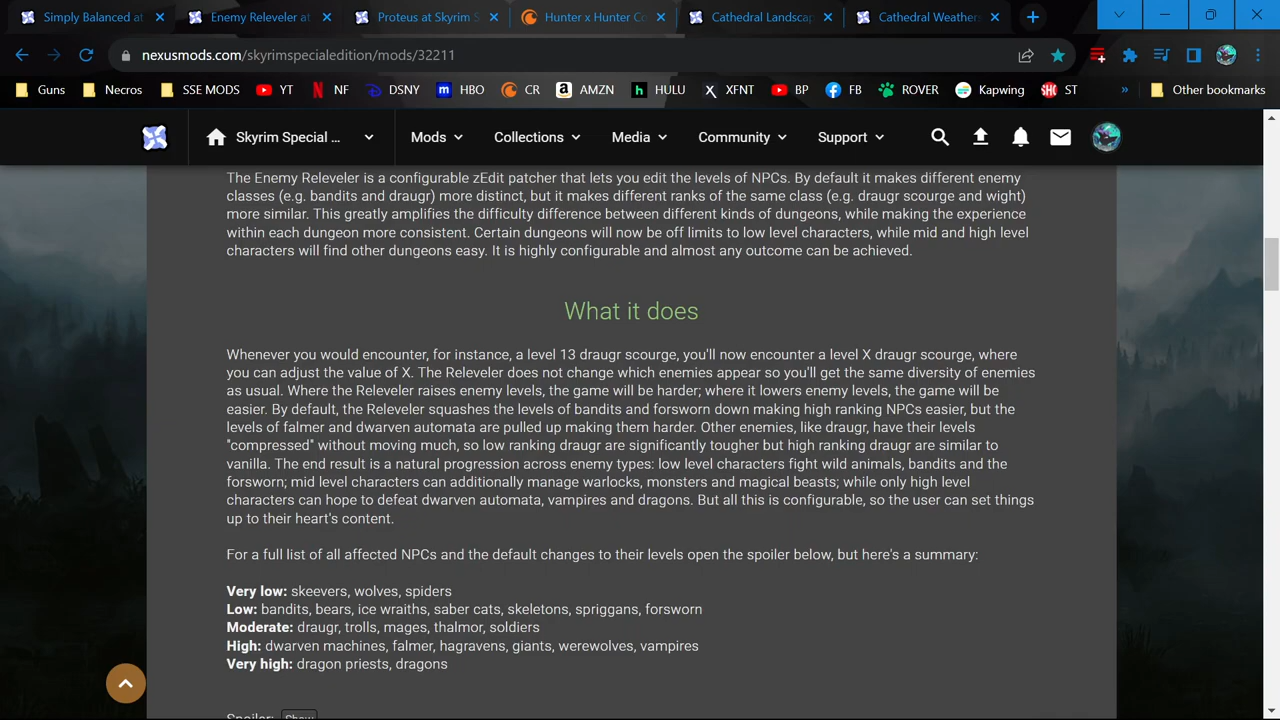 Simply Balanced at
Enemy Releveler at
Proteus at Skyrim S
Hunter x Hunter Co
Cathedral Landscap
Cathedral Weathers
nexusmods.com/skyrimspecialedition/mods/32211
Guns
Necros
SSE MODS
YT
NF
DSNY
HBO
CR
AMZN
HULU
XFNT
BP
FB
ROVER
Kapwing
ST
»
Other bookmarks
Skyrim Special ...
Mods
Collections
Media
Community
Support
The Enemy Releveler is a configurable zEdit patcher that lets you edit the levels of NPCs. By default it makes different enemy
classes (e.g. bandits and draugr) more distinct, but it makes different ranks of the same class (e.g. draugr scourge and wight)
more similar. This greatly amplifies the difficulty difference between different kinds of dungeons, while making the experience
within each dungeon more consistent. Certain dungeons will now be off limits to low level characters, while mid and high level
characters will find other dungeons easy. It is highly configurable and almost any outcome can be achieved.
What it does
Whenever you would encounter, for instance, a level 13 draugr scourge, you'll now encounter a level X draugr scourge, where
you can adjust the value of X. The Releveler does not change which enemies appear so you'll get the same diversity of enemies
as usual. Where the Releveler raises enemy levels, the game will be harder; where it lowers enemy levels, the game will be
easier. By default, the Releveler squashes the levels of bandits and forsworn down making high ranking NPCs easier, but the
levels of falmer and dwarven automata are pulled up making them harder. Other enemies, like draugr, have their levels
"compressed" without moving much, so low ranking draugr are significantly tougher but high ranking draugr are similar to
vanilla. The end result is a natural progression across enemy types: low level characters fight wild animals, bandits and the
forsworn; mid level characters can additionally manage warlocks, monsters and magical beasts; while only high level
characters can hope to defeat dwarven automata, vampires and dragons. But all this is configurable, so the user can set things
up to their heart's content.
For a full list of all affected NPCs and the default changes to their levels open the spoiler below, but here's a summary:
Very low: skeevers, wolves, spiders
Low: bandits, bears, ice wraiths, saber cats, skeletons, spriggans, forsworn
Moderate: draugr, trolls, mages, thalmor, soldiers
High: dwarven machines, falmer, hagravens, giants, werewolves, vampires
Very high: dragon priests, dragons
Spoiler: Show